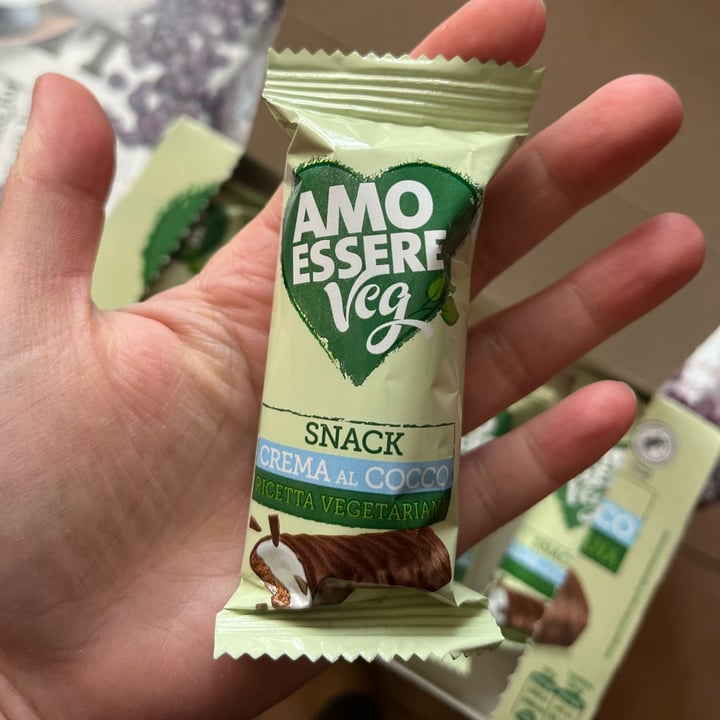 AMO
ESSERE
Veg
SNACK
CREMA AL COCCO
RICETTA VEGETARIANA